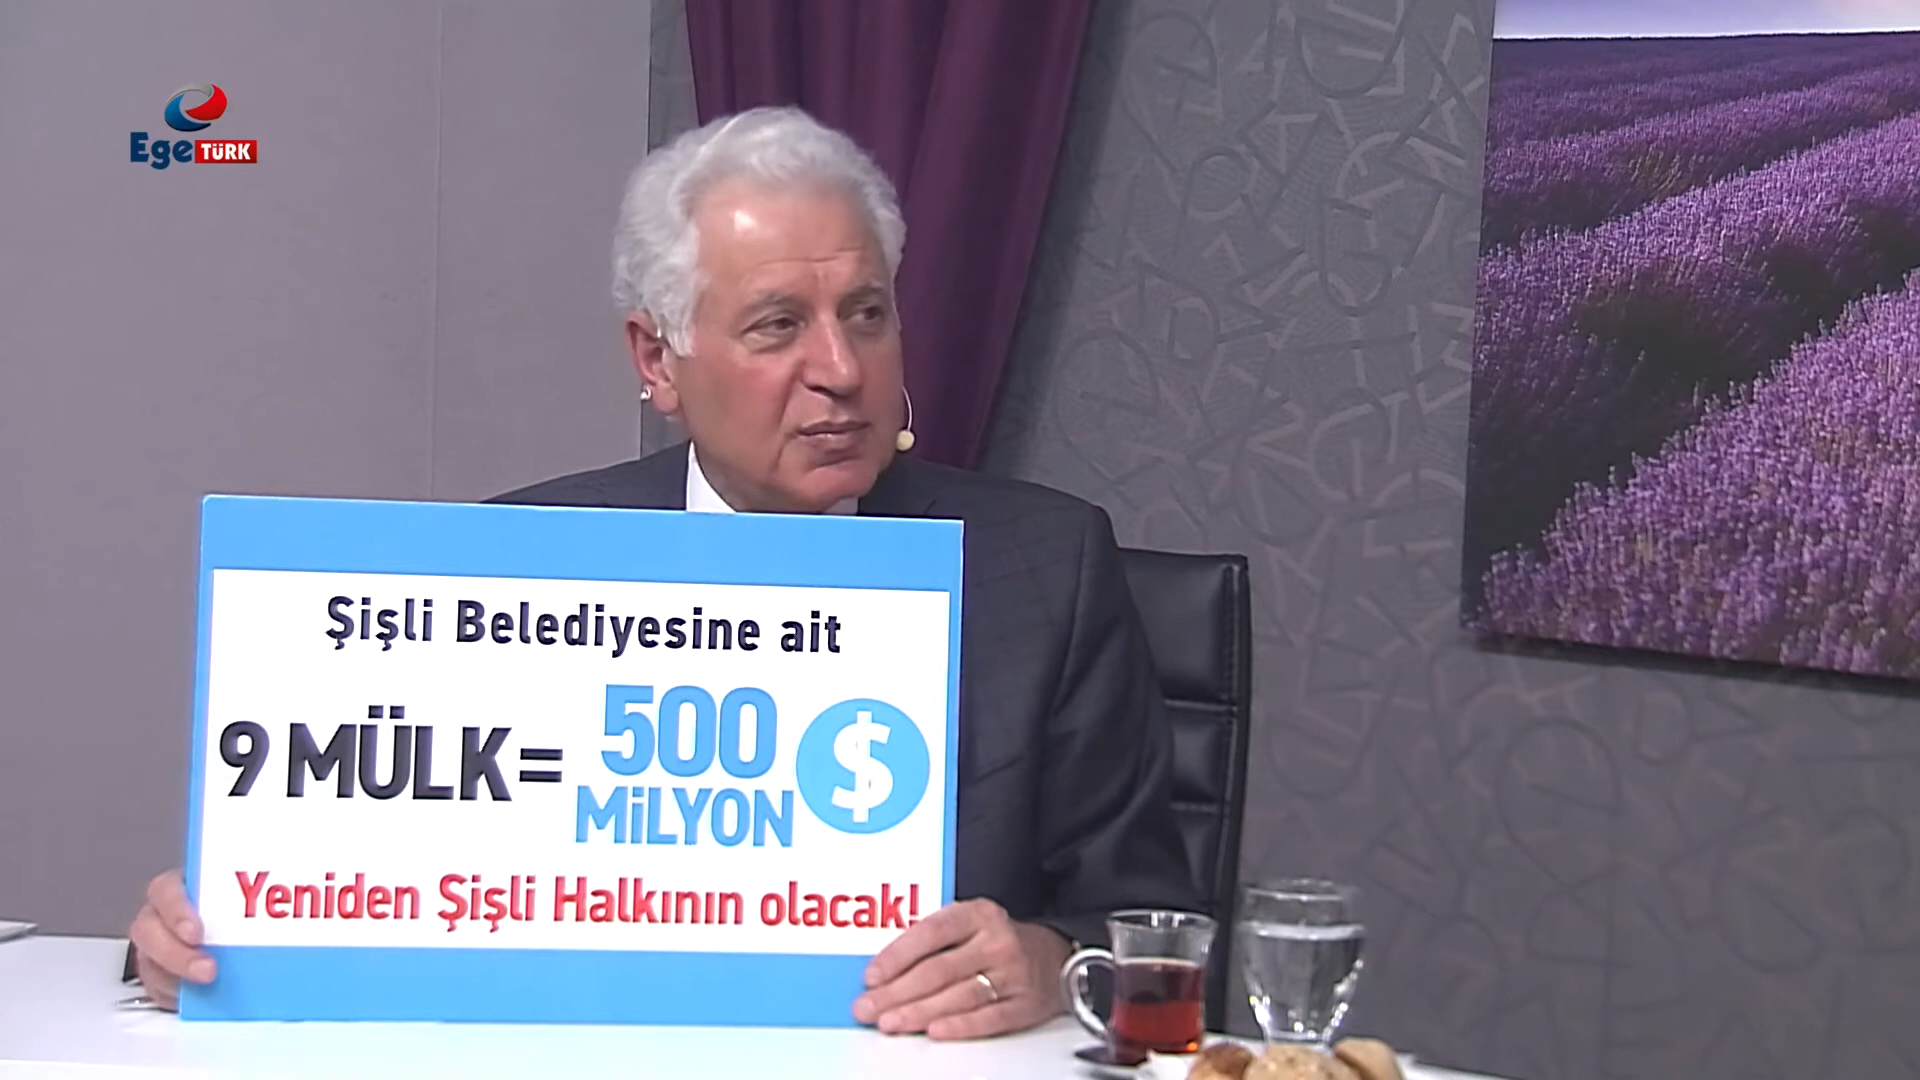 Ege TÜRK
Şişli Belediyesine ait
9 MÜLK = 500 MiLYON $
Yeniden Şişli Halkının olacak!